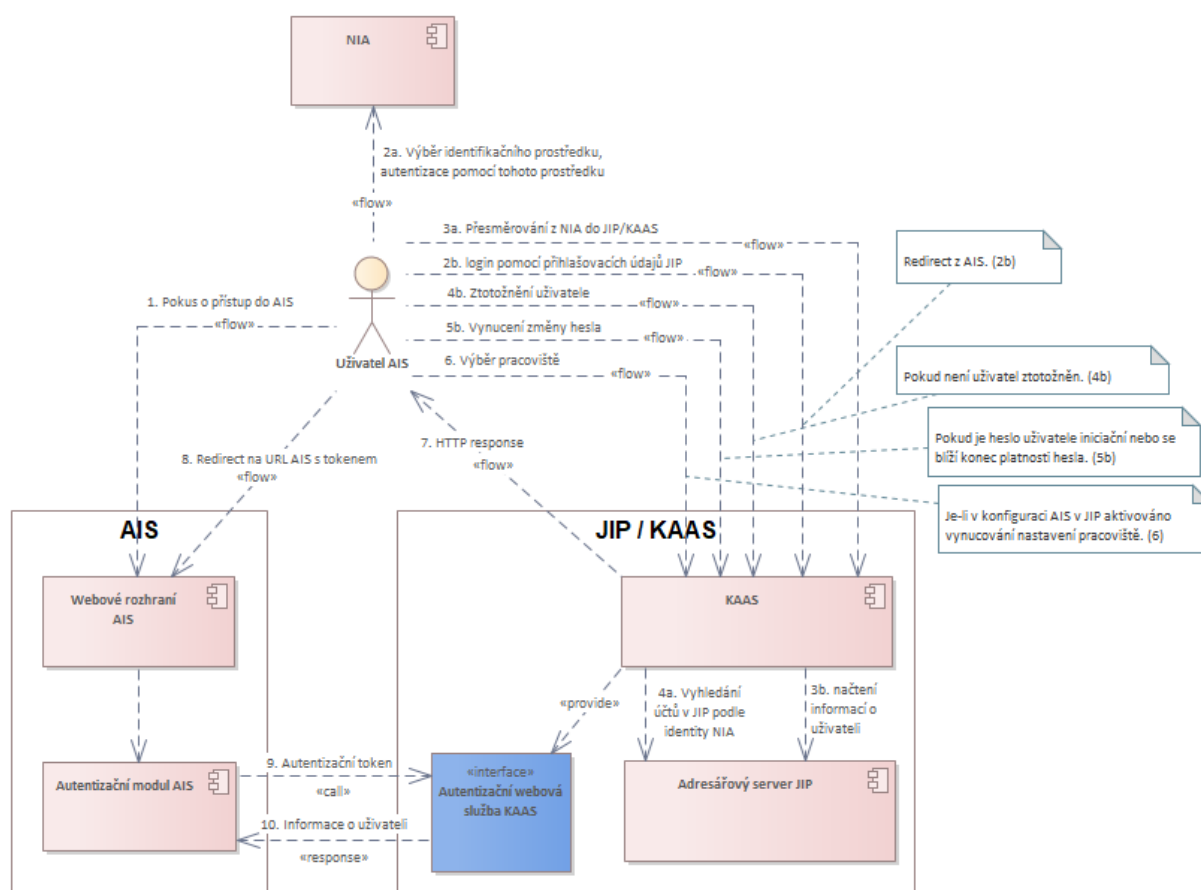 NIA
2a. Výběr identifikačního prostředku,
autentizace pomocí tohoto prostředku
«flow»
3a. Přesměrování z NIA do JIP/KAAS
«flow»
2b. login pomocí přihlašovacích údajů JIP
«flow»
4b. Ztotožnění uživatele
«flow»
5b. Vynucení změny hesla
«flow»
6. Výběr pracoviště
«flow»
1. Pokus o přístup do AIS
«flow»
Uživatel AIS
Redirect z AIS. (2b)
Pokud není uživatel ztotožněn. (4b)
Pokud je heslo uživatele iniciační nebo se
blíží konec platnosti hesla. (5b)
Je-li v konfiguraci AIS v JIP aktivováno
vynucování nastavení pracoviště. (6)
7. HTTP response
«flow»
8. Redirect na URL AIS s tokenem
«flow»
AIS
JIP / KAAS
Webové rozhraní
AIS
KAAS
«provide»
4a. Vyhledání
účtů v JIP podle
identity NIA
3b. načtení
informací o
uživateli
Autentizační modul AIS
9. Autentizační token
«call»
10. Informace o uživateli
«response»
«interface»
Autentizační webová
služba KAAS
Adresářový server JIP